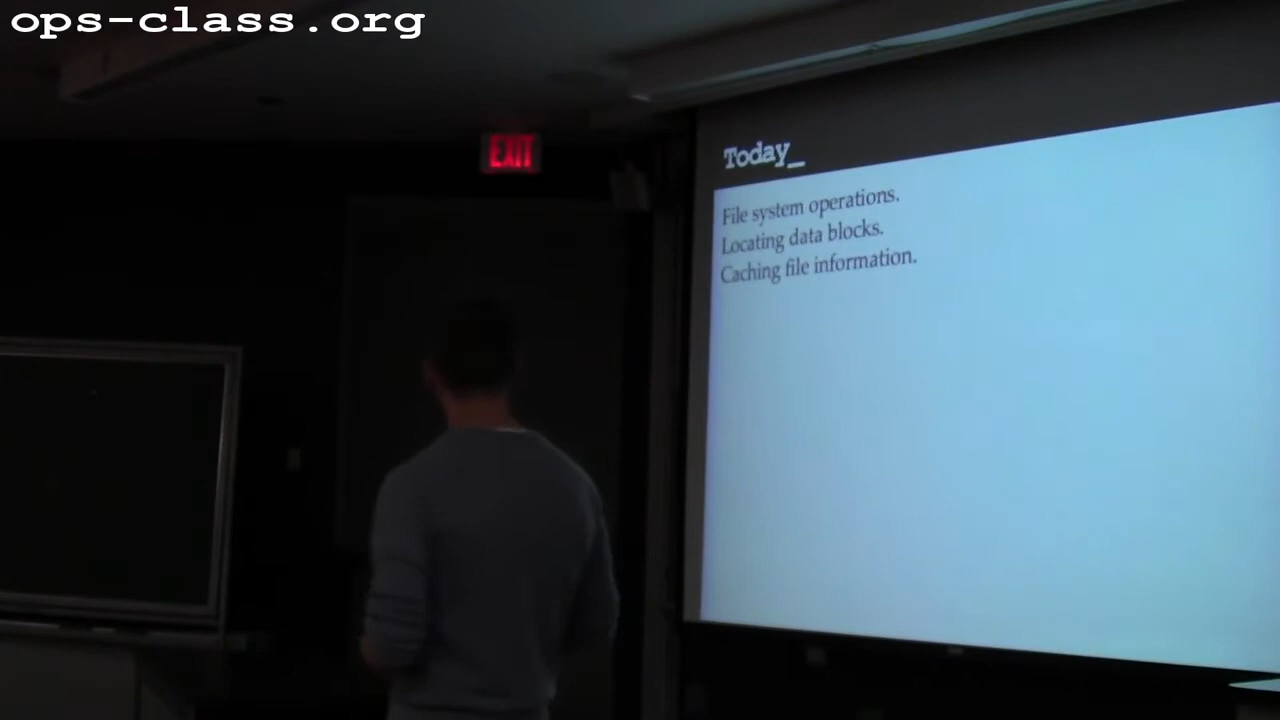 ops-class.org
EXIT
Today_
File system operations.
Locating data blocks.
Caching file information.